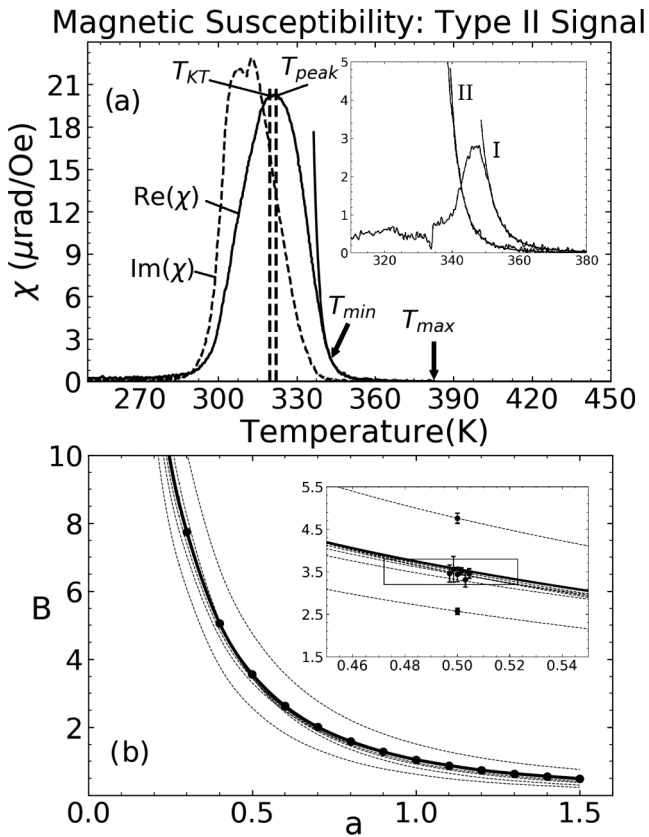 Magnetic Susceptibility: Type II Signal
χ (μrad/Oe)
21
18
15
12
9
6
3
0
(a)
T_KT
T_peak
Re(χ)
Im(χ)
T_min
T_max
5
4
3
2
1
0
II
I
320 340 360 380
270 300 330 360 390 420 450
Temperature(K)
B
10
8
6
4
2
(b)
5.5
4.5
3.5
2.5
1.5
0.46 0.48 0.50 0.52 0.54
0.0 0.5 1.0 1.5
a